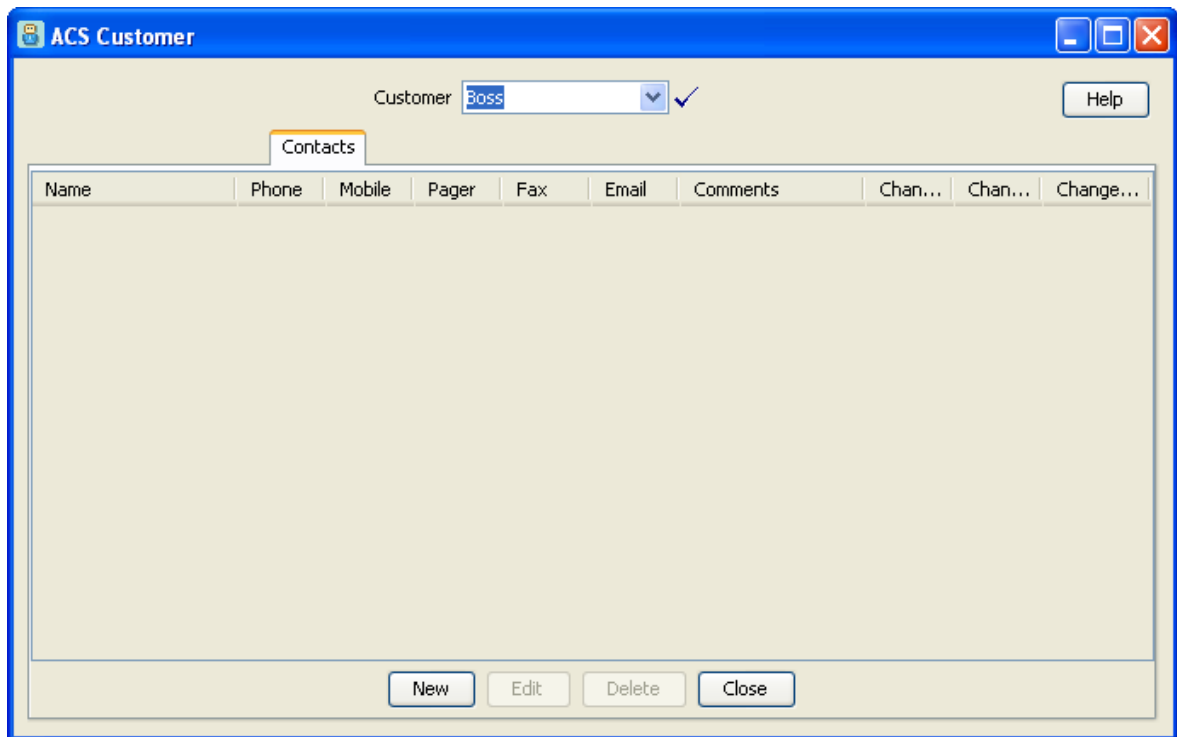 ACS Customer
Customer Boss
Help
Contacts
Name Phone Mobile Pager Fax Email Comments Chan... Chan... Change...
New Edit Delete Close